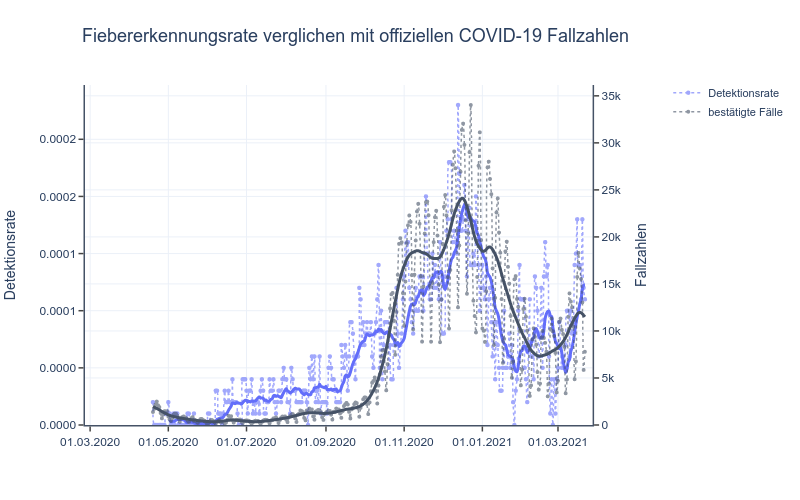 Fiebererkennungsrate verglichen mit offiziellen COVID-19 Fallzahlen
Detektionsrate
bestätigte Fälle
Detektionsrate
0.0002
0.0002
0.0001
0.0001
0.0000
0.0000
35k
30k
25k
20k
15k
10k
5k
0
Fallzahlen
01.03.2020
01.05.2020
01.07.2020
01.09.2020
01.11.2020
01.01.2021
01.03.2021